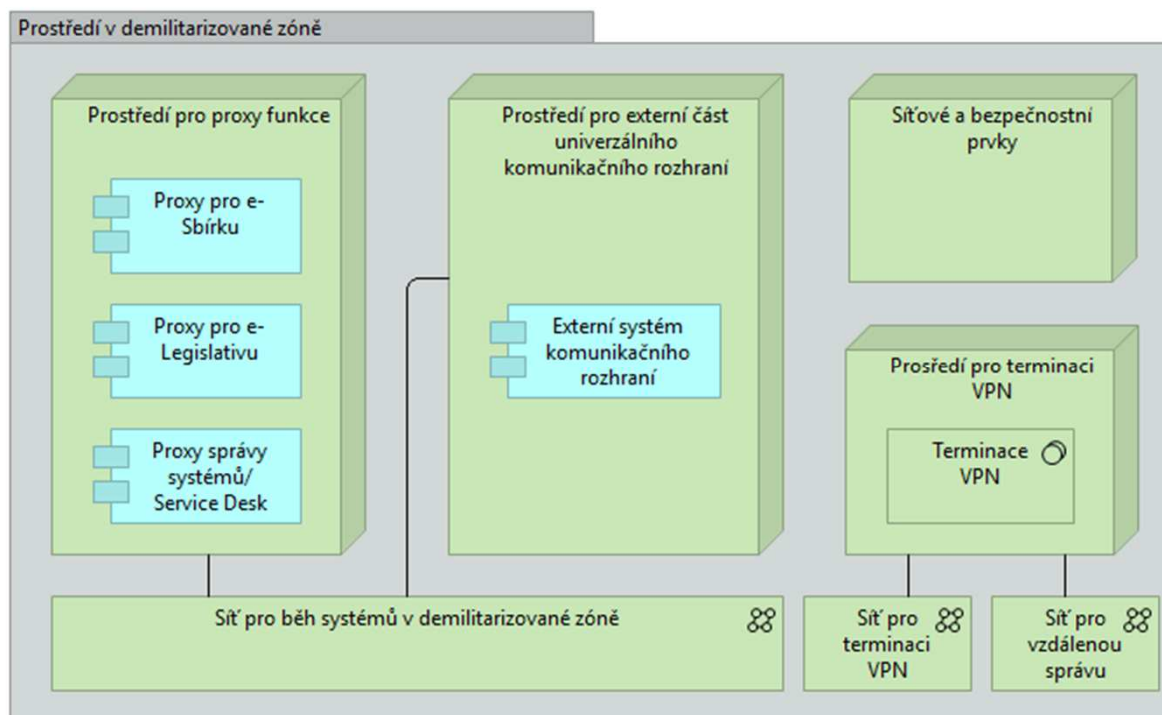 Prostředí v demilitarizované zóně
Prostředí pro proxy funkce
Proxy pro e-
Sbírku
Proxy pro e-
Legislativu
Proxy správy
systémů/
Service Desk
Prostředí pro externí část
univerzálního
komunikačního rozhraní
Externí systém
komunikačního
rozhraní
Síťové a bezpečnostní
prvky
Prosředí pro terminaci
VPN
Terminace
VPN
Síť pro běh systémů v demilitarizované zóně
Síť pro
terminaci
VPN
Síť pro
vzdálenou
správu